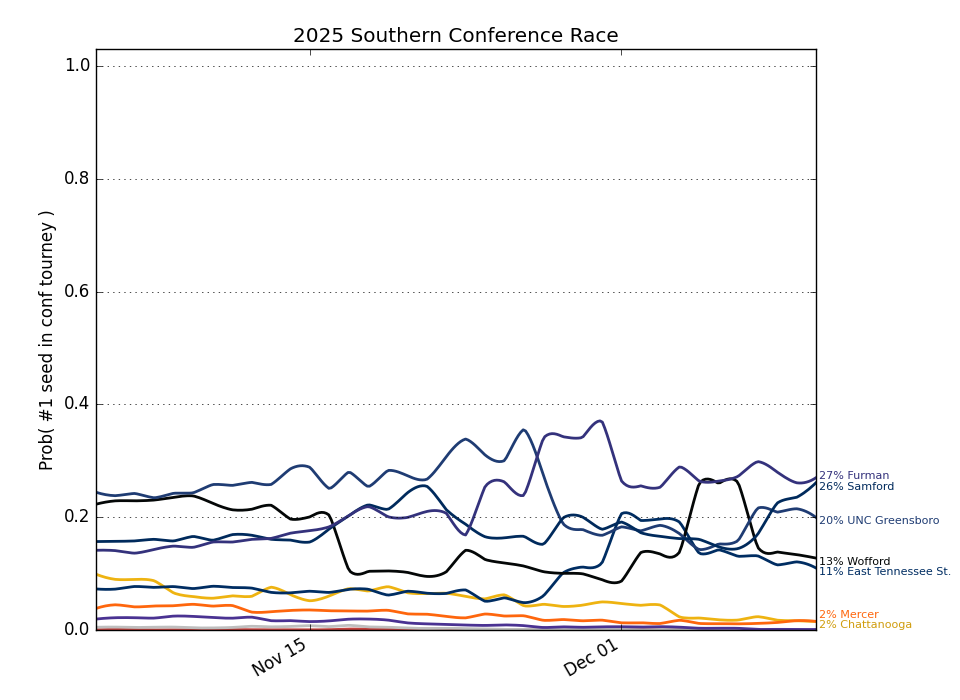 2025 Southern Conference Race
Prob( #1 seed in conf tourney )
1.0
0.8
0.6
0.4
0.2
0.0
Nov 15
Dec 01
27% Furman
26% Samford
20% UNC Greensboro
13% Wofford
11% East Tennessee St.
2% Mercer
2% Chattanooga